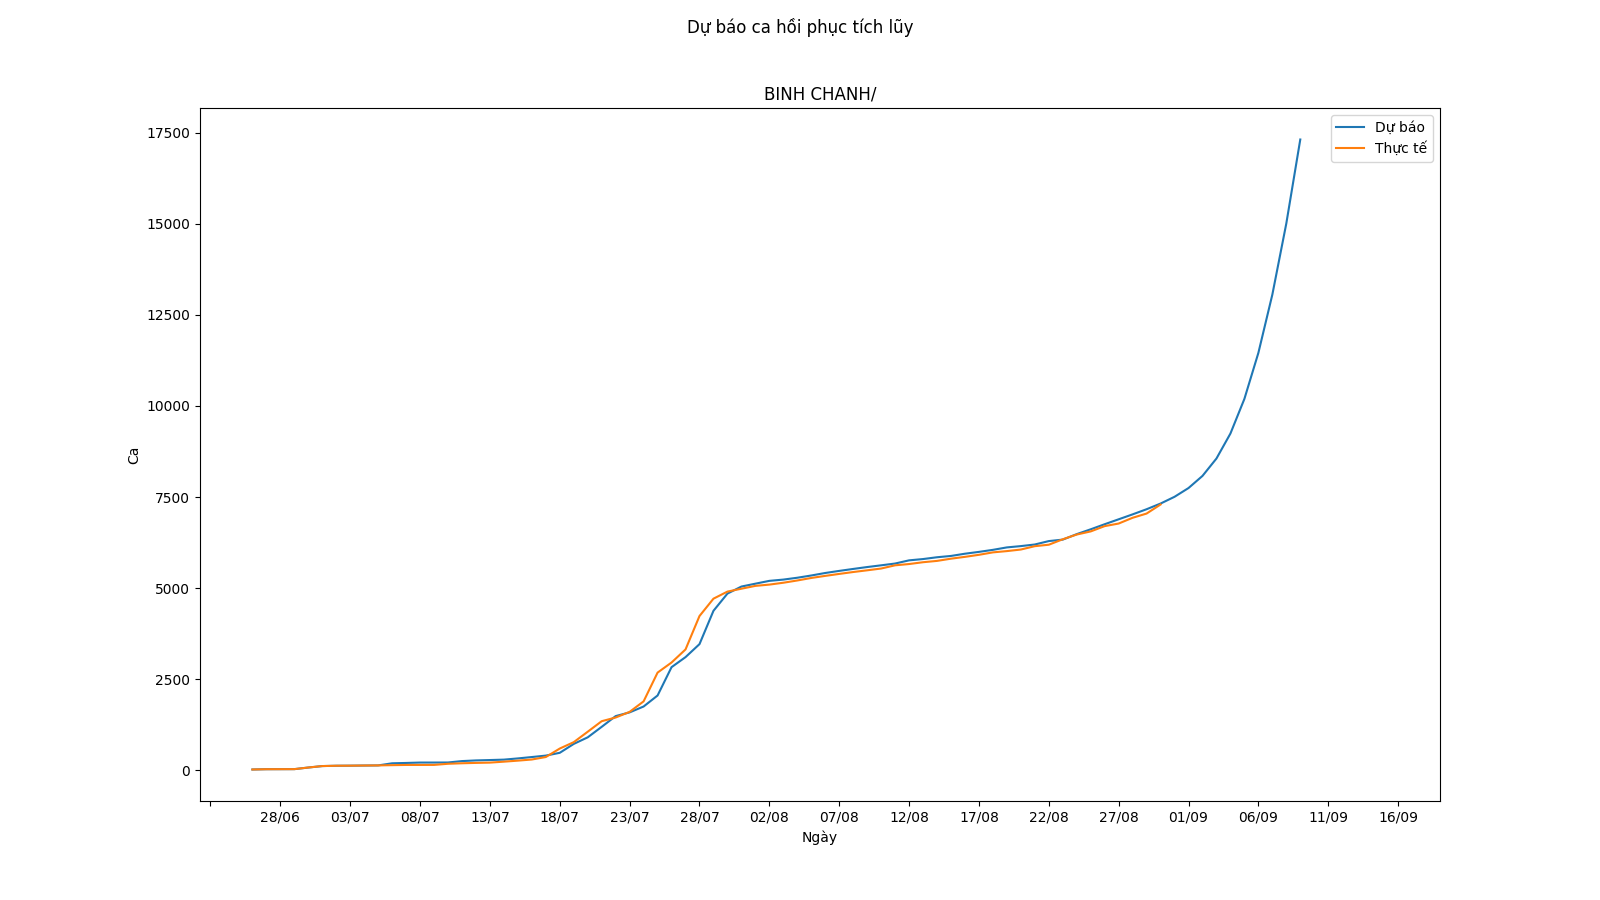 Dự báo ca hồi phục tích lũy
BINH CHANH/
Dự báo
Thực tế
17500
15000
12500
10000
7500
5000
2500
0
Ca
28/06 03/07 08/07 13/07 18/07 23/07 28/07 02/08 07/08 12/08 17/08 22/08 27/08 01/09 06/09 11/09 16/09
Ngày